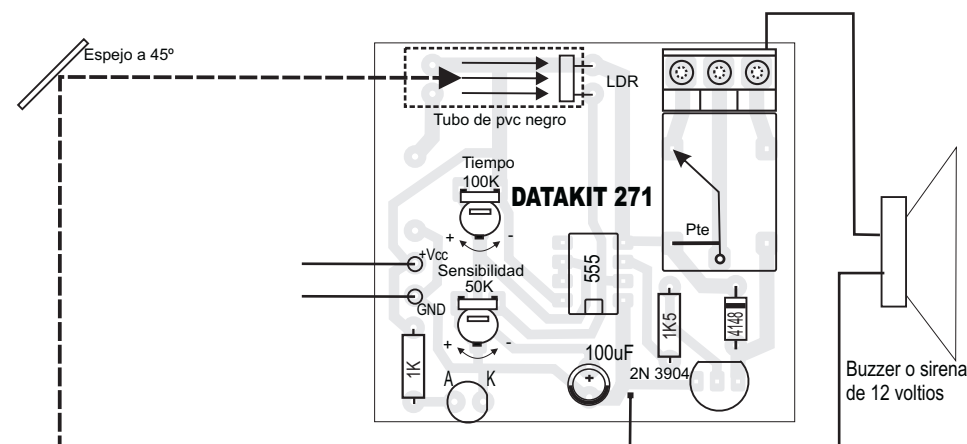 Espejo a 45º
LDR
Tubo de pvc negro
Tiempo
100K
DATAKIT 271
+ -
Pte
+Vcc
Sensibilidad
50K
GND
555
+ -
1K
A K
100uF
+
1K5
4148
2N 3904
Buzzer o sirena
de 12 voltios